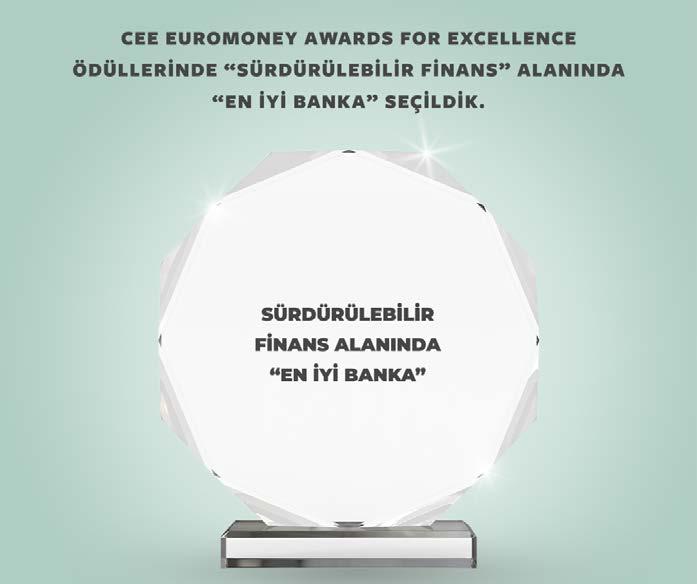 CEE EUROMONEY AWARDS FOR EXCELLENCE
ÖDÜLLERİNDE “SÜRDÜRÜLEBİLİR FİNANS” ALANINDA
“EN İYİ BANKA” SEÇİLDİK.
SÜRDÜRÜLEBİLİR
FİNANS ALANINDA
“EN İYİ BANKA”